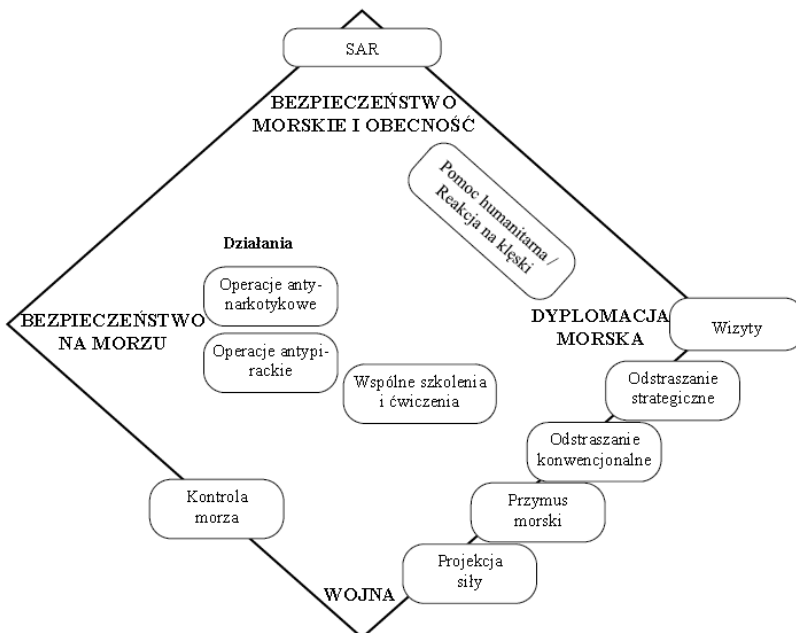 SAR
BEZPIECZEŃSTWO
MORSKIE I OBECNOŚĆ
Pomoc humanitarna /
Reakcja na klęski
Działania
Operacje anty-
narkotykowe
BEZPIECZEŃSTWO
NA MORZU
DYPLOMACJA
MORSKA
Wizyty
Operacje antypi-
rackie
Wspólne szkolenia
i ćwiczenia
Odstraszanie
strategiczne
Odstraszanie
konwencjonalne
Kontrola
morza
Przymus
morski
Projekcja
siły
WOJNA